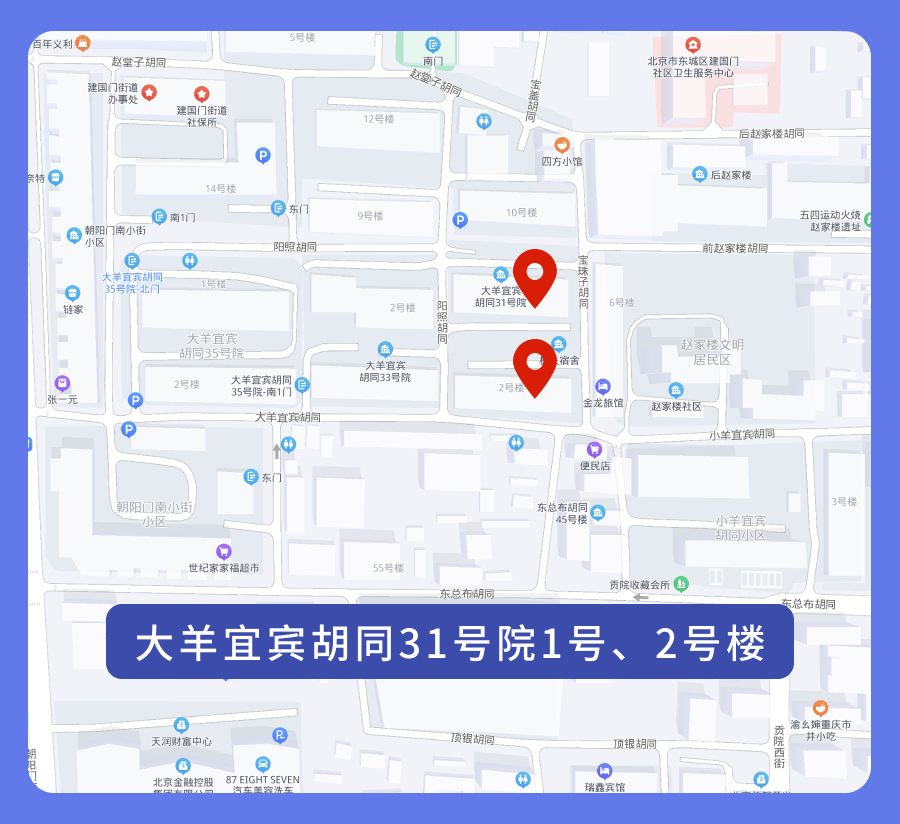 百年义利
赵堂子胡同
5号楼
南门
北京市东城区建国门
社区卫生服务中心
建国门街道
办事处
建国门街道
社保所
赵堂子胡同
宝盖胡同
12号楼
四方小馆
后赵家楼胡同
后赵家楼
奈特
14号楼
南1门
东门
9号楼
10号楼
五四运动火烧
赵家楼遗址
朝阳门南小街
小区
阳照胡同
前赵家楼胡同
大羊宜宾胡同
35号院-北门
1号楼
大羊宜宾
胡同31号院
宝珠子胡同
6号楼
链家
2号楼
阳照胡同
大羊宜宾
胡同35号院
大羊宜宾
胡同33号院
宿舍
赵家楼文明
居民区
2号楼
大羊宜宾胡同
35号院-南1门
2号楼
张一元
金龙旅馆
赵家楼社区
大羊宜宾胡同
小羊宜宾胡同
便民店
东门
朝阳门南小街
小区
东总布胡同
45号院
3号楼
小羊宜宾
胡同小区
世纪家家福超市
55号楼
贡院收藏会所
东总布胡同
东总布胡同
大羊宜宾胡同31号院1号、2号楼
天润财富中心
顶银胡同
顶银胡同
贡院西街
渝幺婶重庆市
井小吃
朝阳门
北京金融控股
集团有限公司
87 EIGHT SEVEN
汽车美容洗车
瑞鑫宾馆